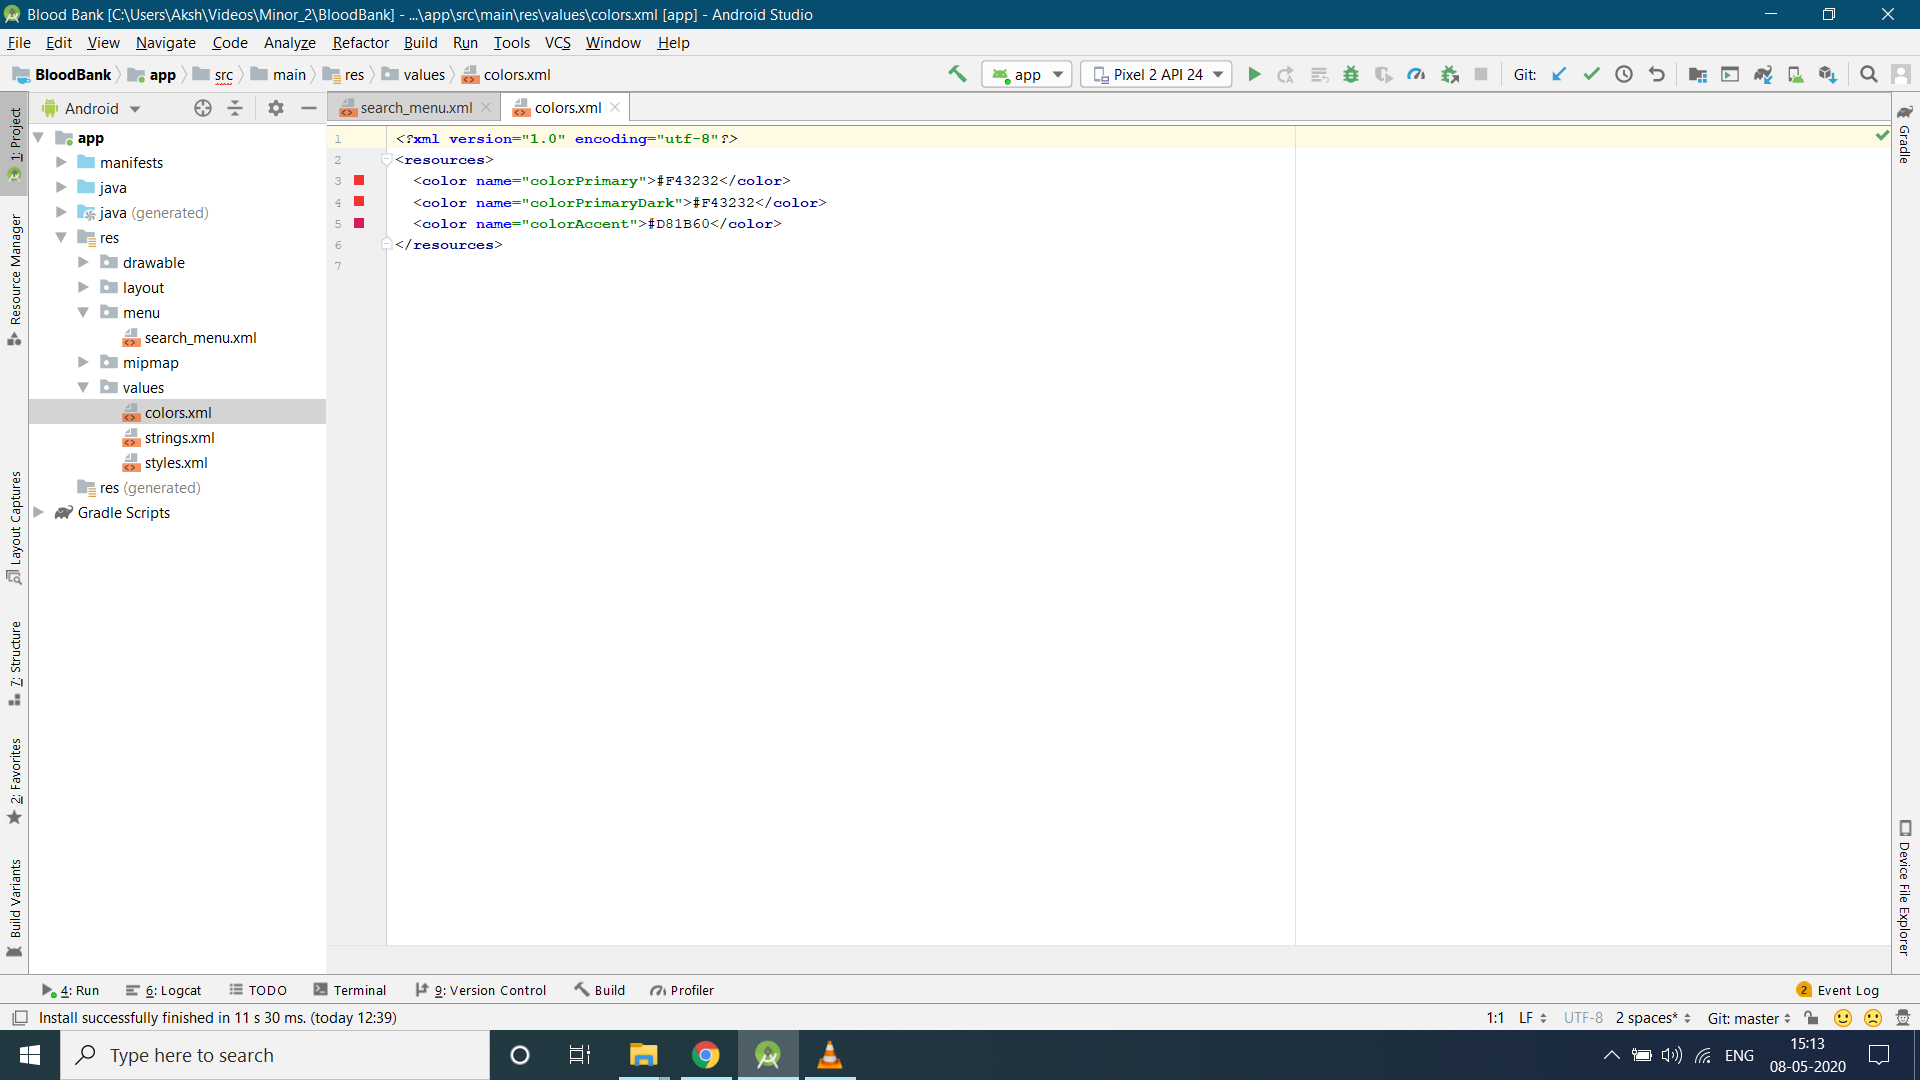 Blood Bank [C:\Users\Aksh\Videos\Minor_2\BloodBank] - ...\app\src\main\res\values\colors.xml [app] - Android Studio
File Edit View Navigate Code Analyze Refactor Build Run Tools VCS Window Help
BloodBank app src main res values colors.xml app Pixel 2 API 24 Git:
Android search_menu.xml colors.xml
1: Project
Resource Manager
Layout Captures
7: Structure
2: Favorites
Build Variants
app
manifests
java
java (generated)
res
drawable
layout
menu
search_menu.xml
mipmap
values
colors.xml
strings.xml
styles.xml
res (generated)
Gradle Scripts
1 <?xml version="1.0" encoding="utf-8"?>
2 <resources>
3 <color name="colorPrimary">#F43232</color>
4 <color name="colorPrimaryDark">#F43232</color>
5 <color name="colorAccent">#D81B60</color>
6 </resources>
7
Gradle
Device File Explorer
4: Run 6: Logcat TODO Terminal 9: Version Control Build Profiler 2 Event Log
Install successfully finished in 11 s 30 ms. (today 12:39) 1:1 LF UTF-8 2 spaces* Git: master
Type here to search ENG 15:13
08-05-2020